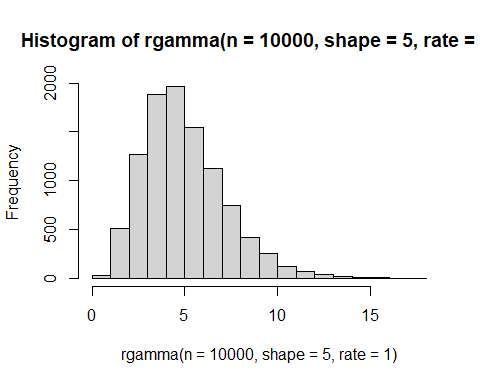 Histogram of rgamma(n = 10000, shape = 5, rate =
Frequency
2000
1000
500
0
0 5 10 15
rgamma(n = 10000, shape = 5, rate = 1)